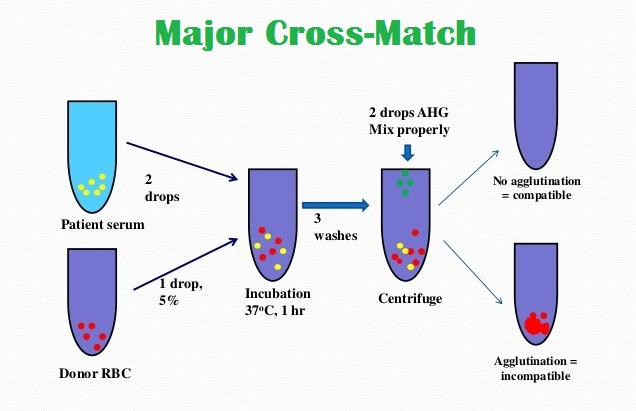 Major Cross-Match
2 drops AHG
Mix properly
2
drops
No agglutination
= compatible
Patient serum
3
washes
1 drop,
5%
Incubation
37°C, 1 hr
Centrifuge
Donor RBC
Agglutination =
incompatible